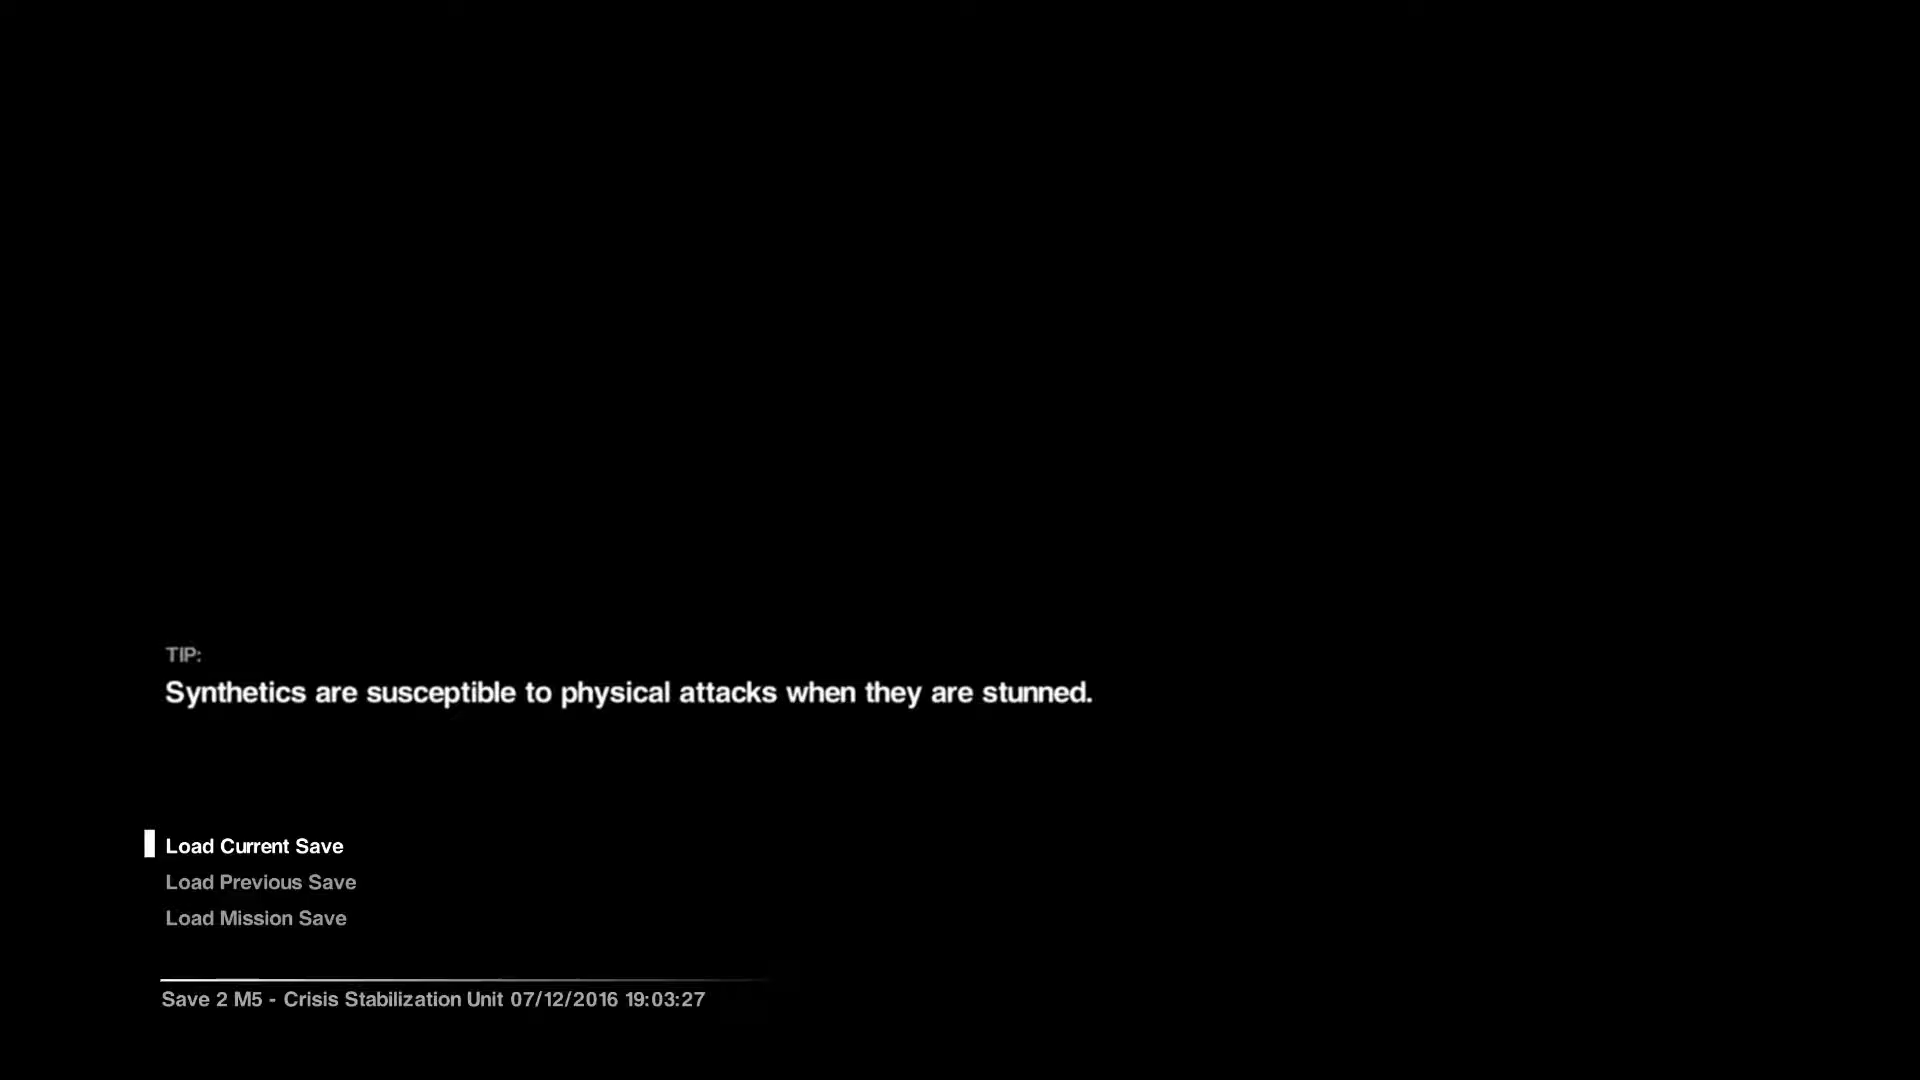 TIP:
Synthetics are susceptible to physical attacks when they are stunned.
Load Current Save
Load Previous Save
Load Mission Save
Save 2 M5 - Crisis Stabilization Unit 07/12/2016 19:03:27